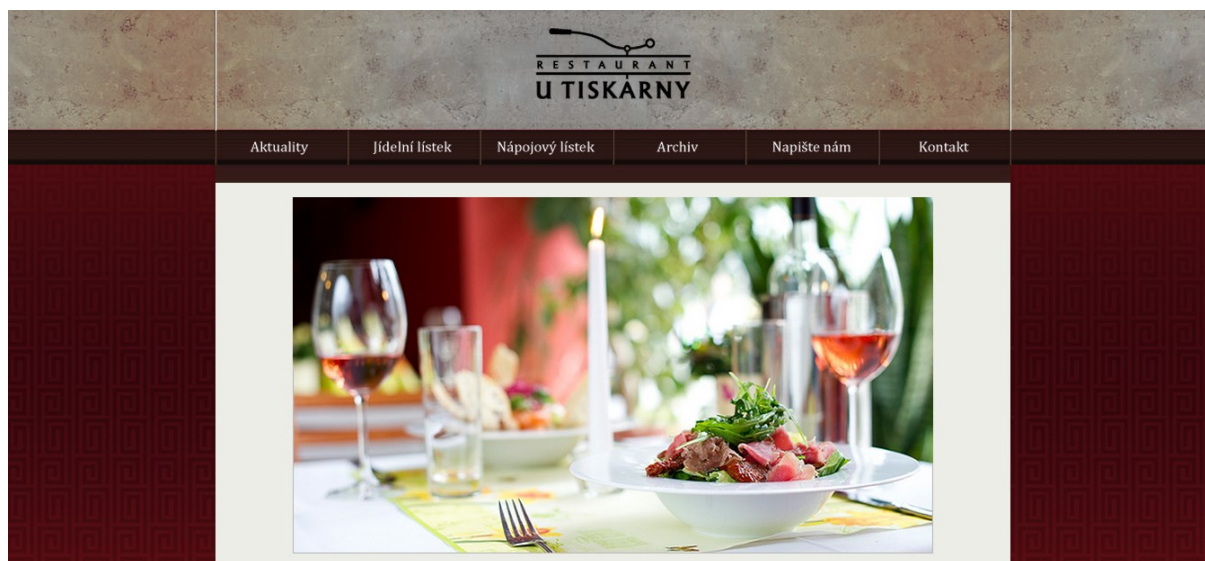 RESTAURANT
U TISKÁRNY
Aktuality Jídelní lístek Nápojový lístek Archiv Napište nám Kontakt